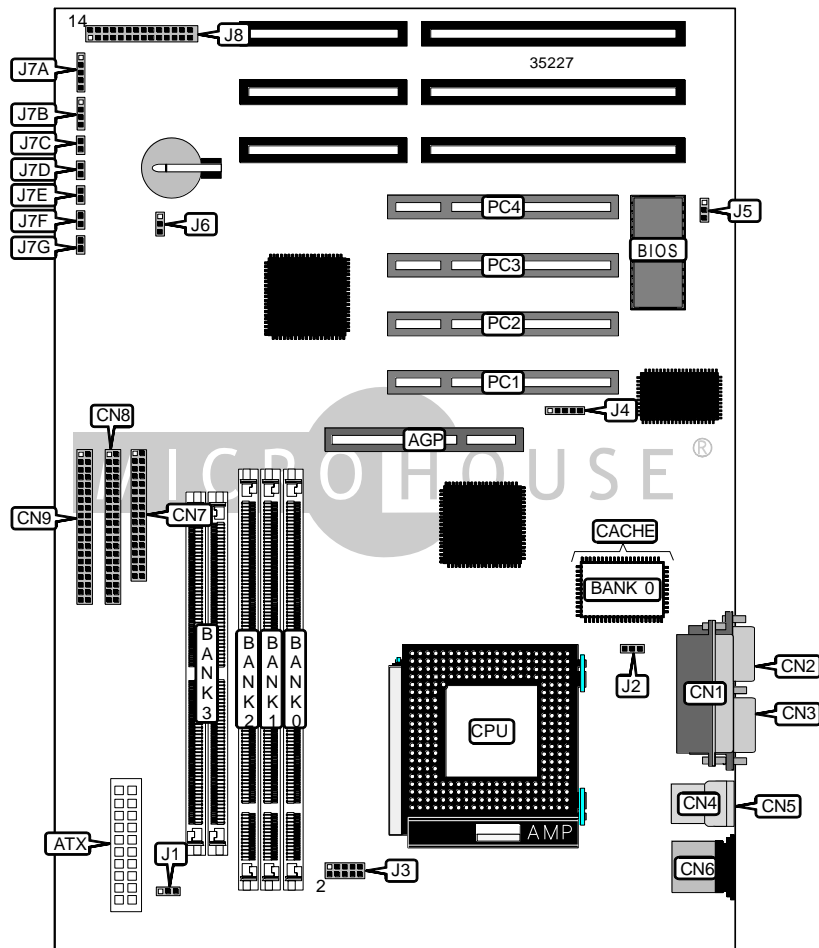 14
J8
35227
J7A
J7B
J7C
J7D
J7E
J7F
J7G
J6
PC4
J5
BIOS
PC3
PC2
PC1
J4
CN8
AGP
MICROHOUSE®
CN9
CN7
CACHE
BANK 0
BANK3
BANK2
BANK1
BANK0
J2
CN2
CN1
CN3
CPU
CN4
CN5
ATX
AMP
J1
J3
2
CN6